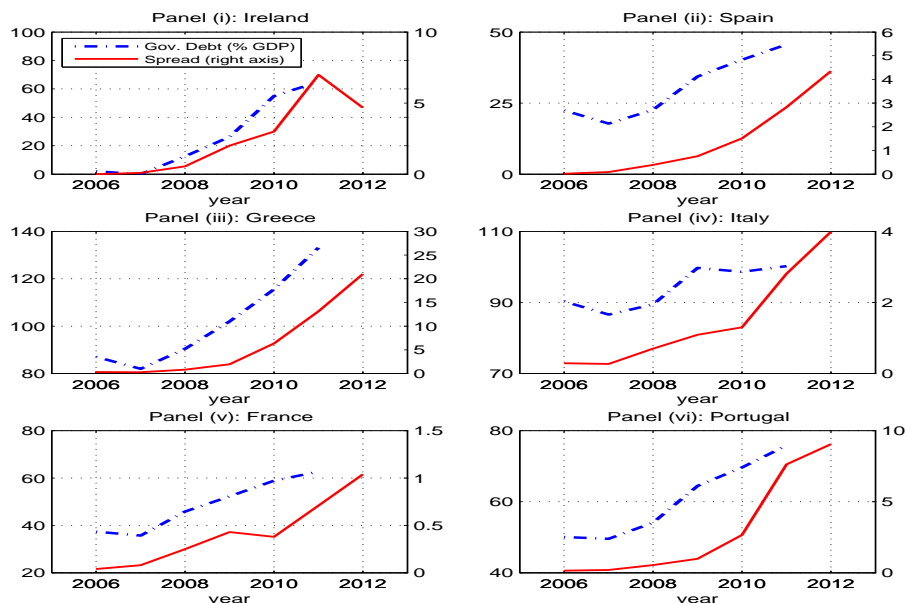 Panel (i): Ireland
100
80
60
40
20
0
10
5
0
Gov. Debt (% GDP)
Spread (right axis)
2006 2008 2010 2012
year
Panel (ii): Spain
50
25
0
6
5
4
3
2
1
0
2006 2008 2010 2012
year
Panel (iii): Greece
140
120
100
80
30
25
20
15
10
5
0
2006 2008 2010 2012
year
Panel (iv): Italy
110
90
70
4
2
0
2006 2008 2010 2012
year
Panel (v): France
80
60
40
20
1.5
1
0.5
0
2006 2008 2010 2012
year
Panel (vi): Portugal
80
60
40
10
5
0
2006 2008 2010 2012
year